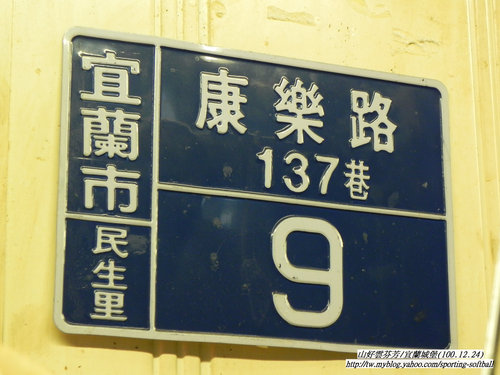 宜蘭市
民生里
康樂路
137巷
9
山好雲芬芳/宜蘭城堡(100.12.24)
http://tw.myblog.yahoo.com/sporting-softball